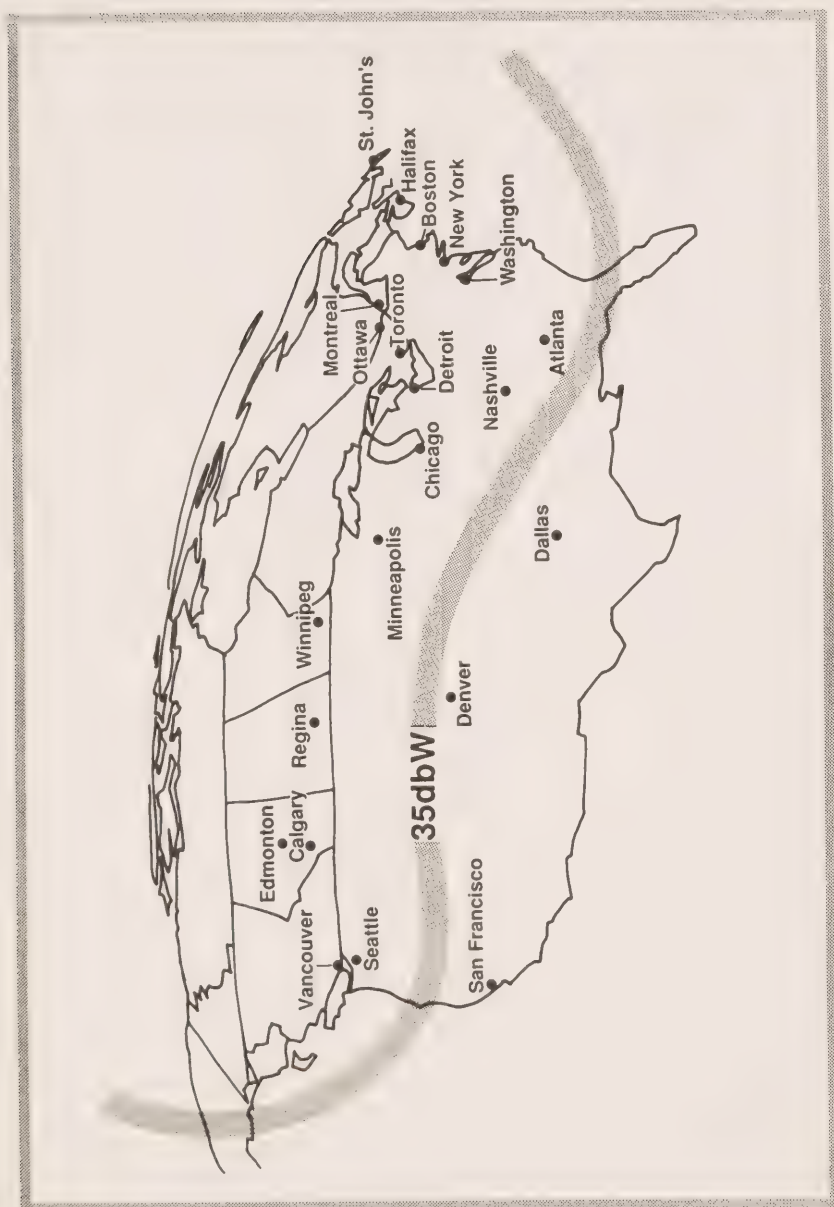 St. John's
Halifax
Boston
New York
Washington
Montreal
Ottawa
Toronto
Detroit
Chicago
Nashville
Atlanta
Minneapolis
Dallas
Winnipeg
Regina
Denver
35dbW
Edmonton
Calgary
Vancouver
Seattle
San Francisco